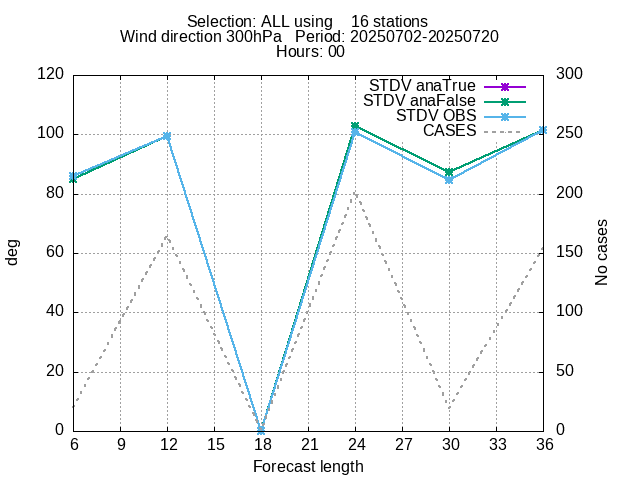 Selection: ALL using    16 stations
Wind direction 300hPa   Period: 20250702-20250720
Hours: 00
120
100
80
60
40
20
0
deg
300
250
200
150
100
50
0
No cases
STDV anaTrue
STDV anaFalse
STDV OBS
CASES
6 9 12 15 18 21 24 27 30 33 36
Forecast length